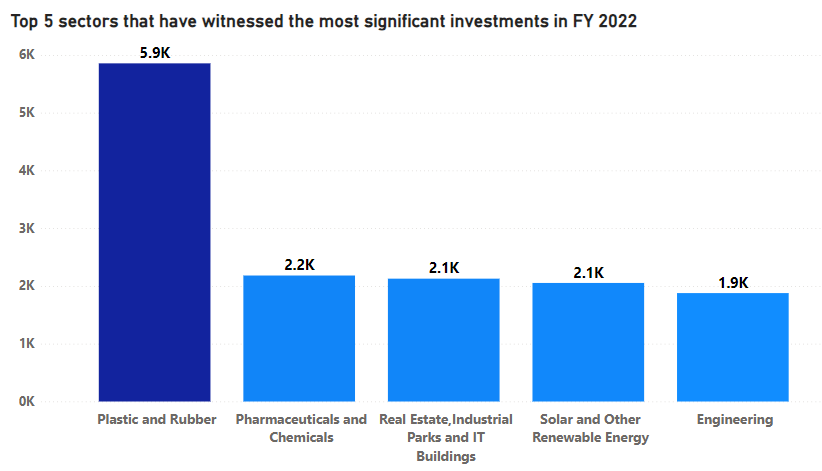 Top 5 sectors that have witnessed the most significant investments in FY 2022
6K
5K
4K
3K
2K
1K
0K
5.9K
2.2K
2.1K
2.1K
1.9K
Plastic and Rubber
Pharmaceuticals and
Chemicals
Real Estate,Industrial
Parks and IT
Buildings
Solar and Other
Renewable Energy
Engineering